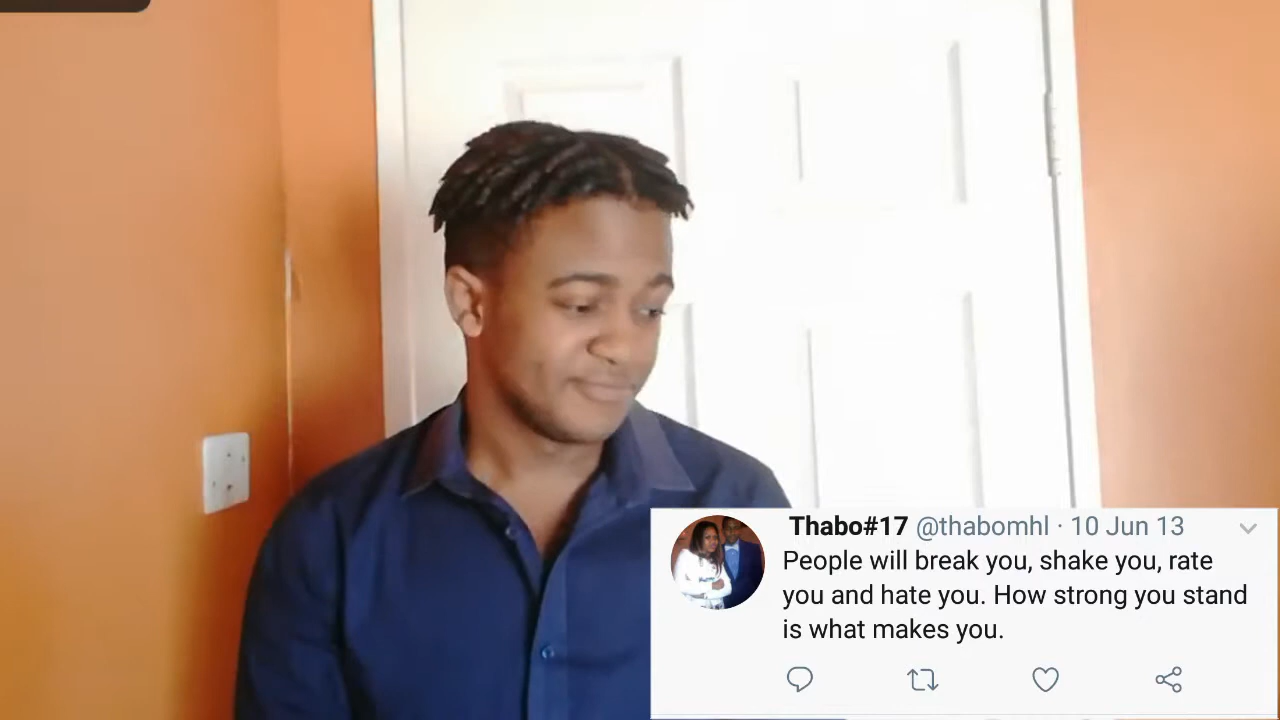 Thabo#17 @thabomhl · 10 Jun 13
People will break you, shake you, rate
you and hate you. How strong you stand
is what makes you.